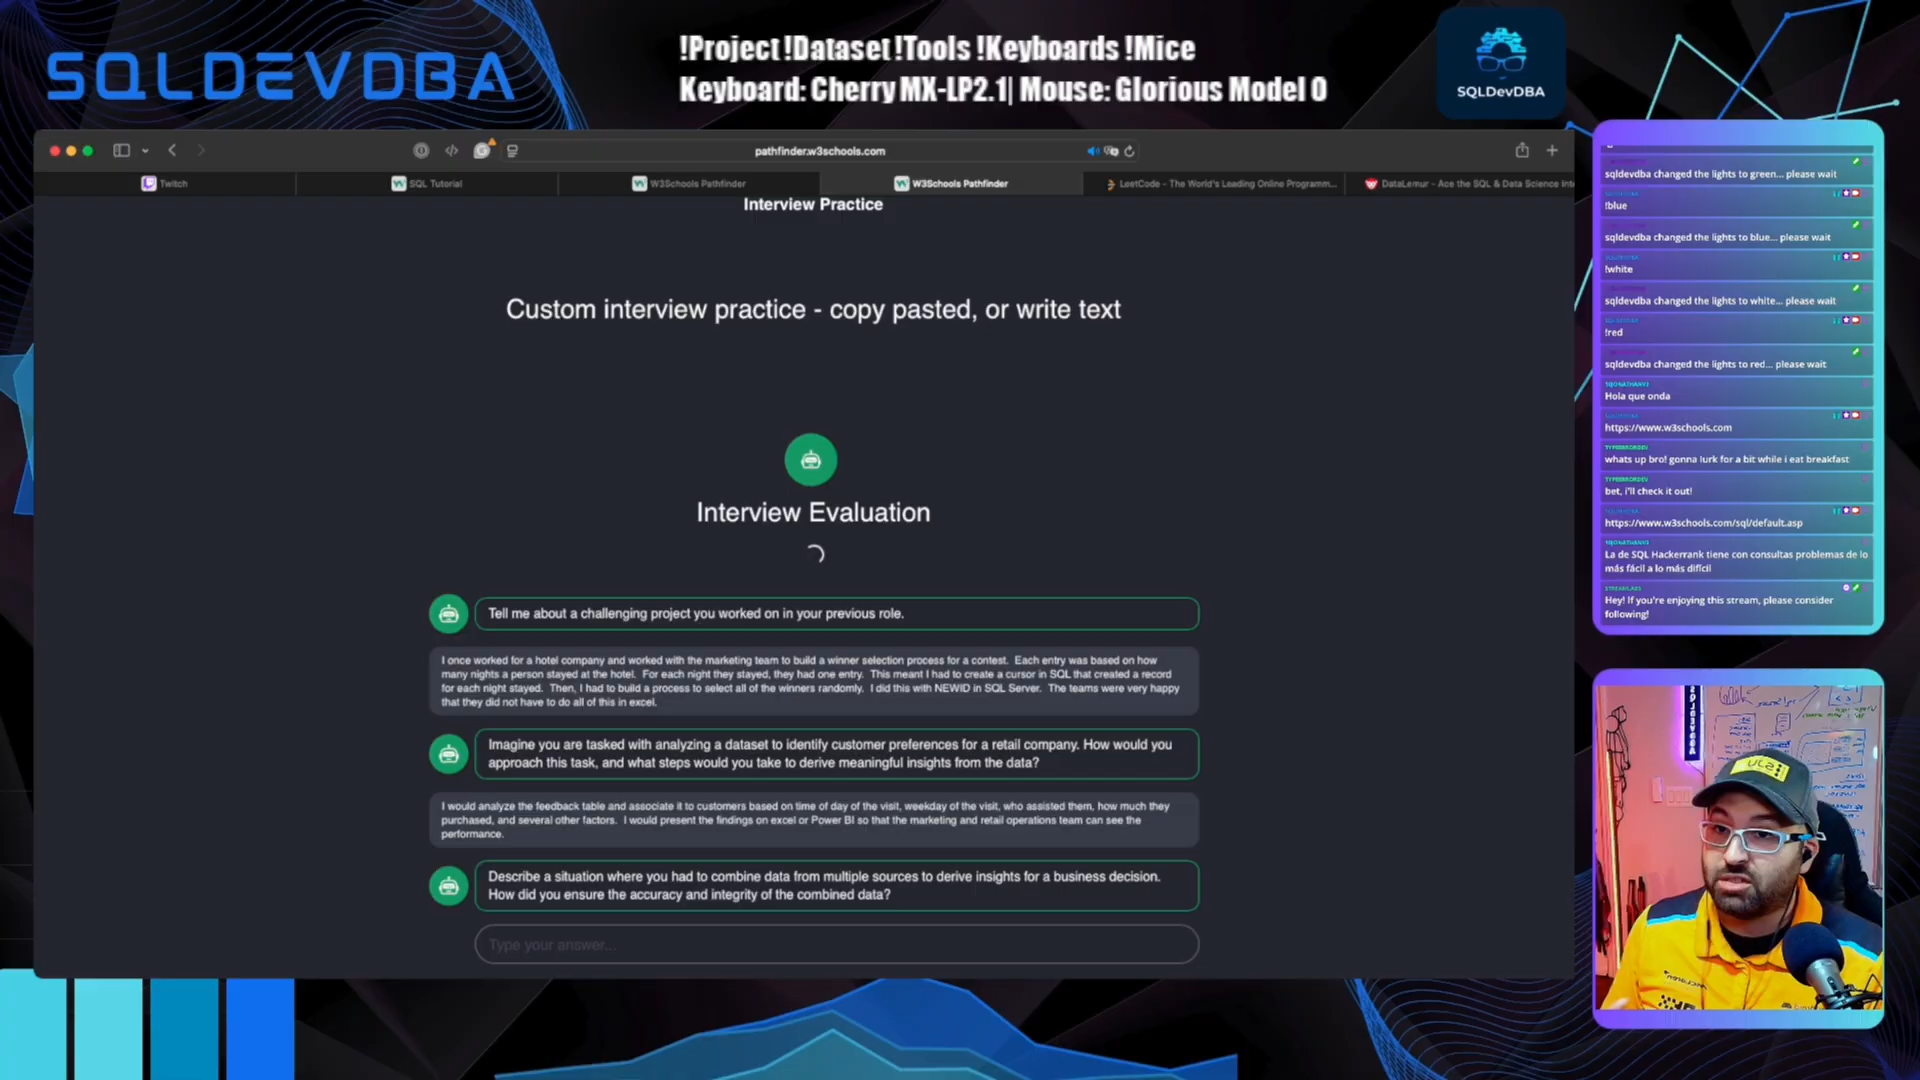 SQLDEVDBA
!Project !Dataset !Tools !Keyboards !Mice
Keyboard: Cherry MX-LP2.1| Mouse: Glorious Model O
SQLDevDBA
pathfinder.w3schools.com
Twitch
SQL Tutorial
W3Schools Pathfinder
W3Schools Pathfinder
LeetCode - The World's Leading Online Programm...
DataLemur - Ace the SQL & Data Science Int
Interview Practice
Custom interview practice - copy pasted, or write text
Interview Evaluation
Tell me about a challenging project you worked on in your previous role.
I once worked for a hotel company and worked with the marketing team to build a winner selection process for a contest. Each entry was based on how
many nights a person stayed at the hotel. For each night they stayed, they had one entry. This meant I had to create a cursor in SQL that created a record
for each night stayed. Then, I had to build a process to select all of the winners randomly. I did this with NEWID in SQL Server. The teams were very happy
that they did not have to do all of this in excel.
Imagine you are tasked with analyzing a dataset to identify customer preferences for a retail company. How would you
approach this task, and what steps would you take to derive meaningful insights from the data?
I would analyze the feedback table and associate it to customers based on time of day of the visit, weekday of the visit, who assisted them, how much they
purchased, and several other factors. I would present the findings on excel or Power BI so that the marketing and retail operations team can see the
performance.
Describe a situation where you had to combine data from multiple sources to derive insights for a business decision.
How did you ensure the accuracy and integrity of the combined data?
Type your answer...
sqldevdba changed the lights to green... please wait
!blue
sqldevdba changed the lights to blue... please wait
!white
sqldevdba changed the lights to white... please wait
!red
sqldevdba changed the lights to red... please wait
Hola que onda
https://www.w3schools.com
whats up bro! gonna lurk for a bit while i eat breakfast
bet, i'll check it out!
https://www.w3schools.com/sql/default.asp
La de SQL Hackerrank tiene con consultas problemas de lo
más fácil a lo más difícil
Hey! If you're enjoying this stream, please consider
following!